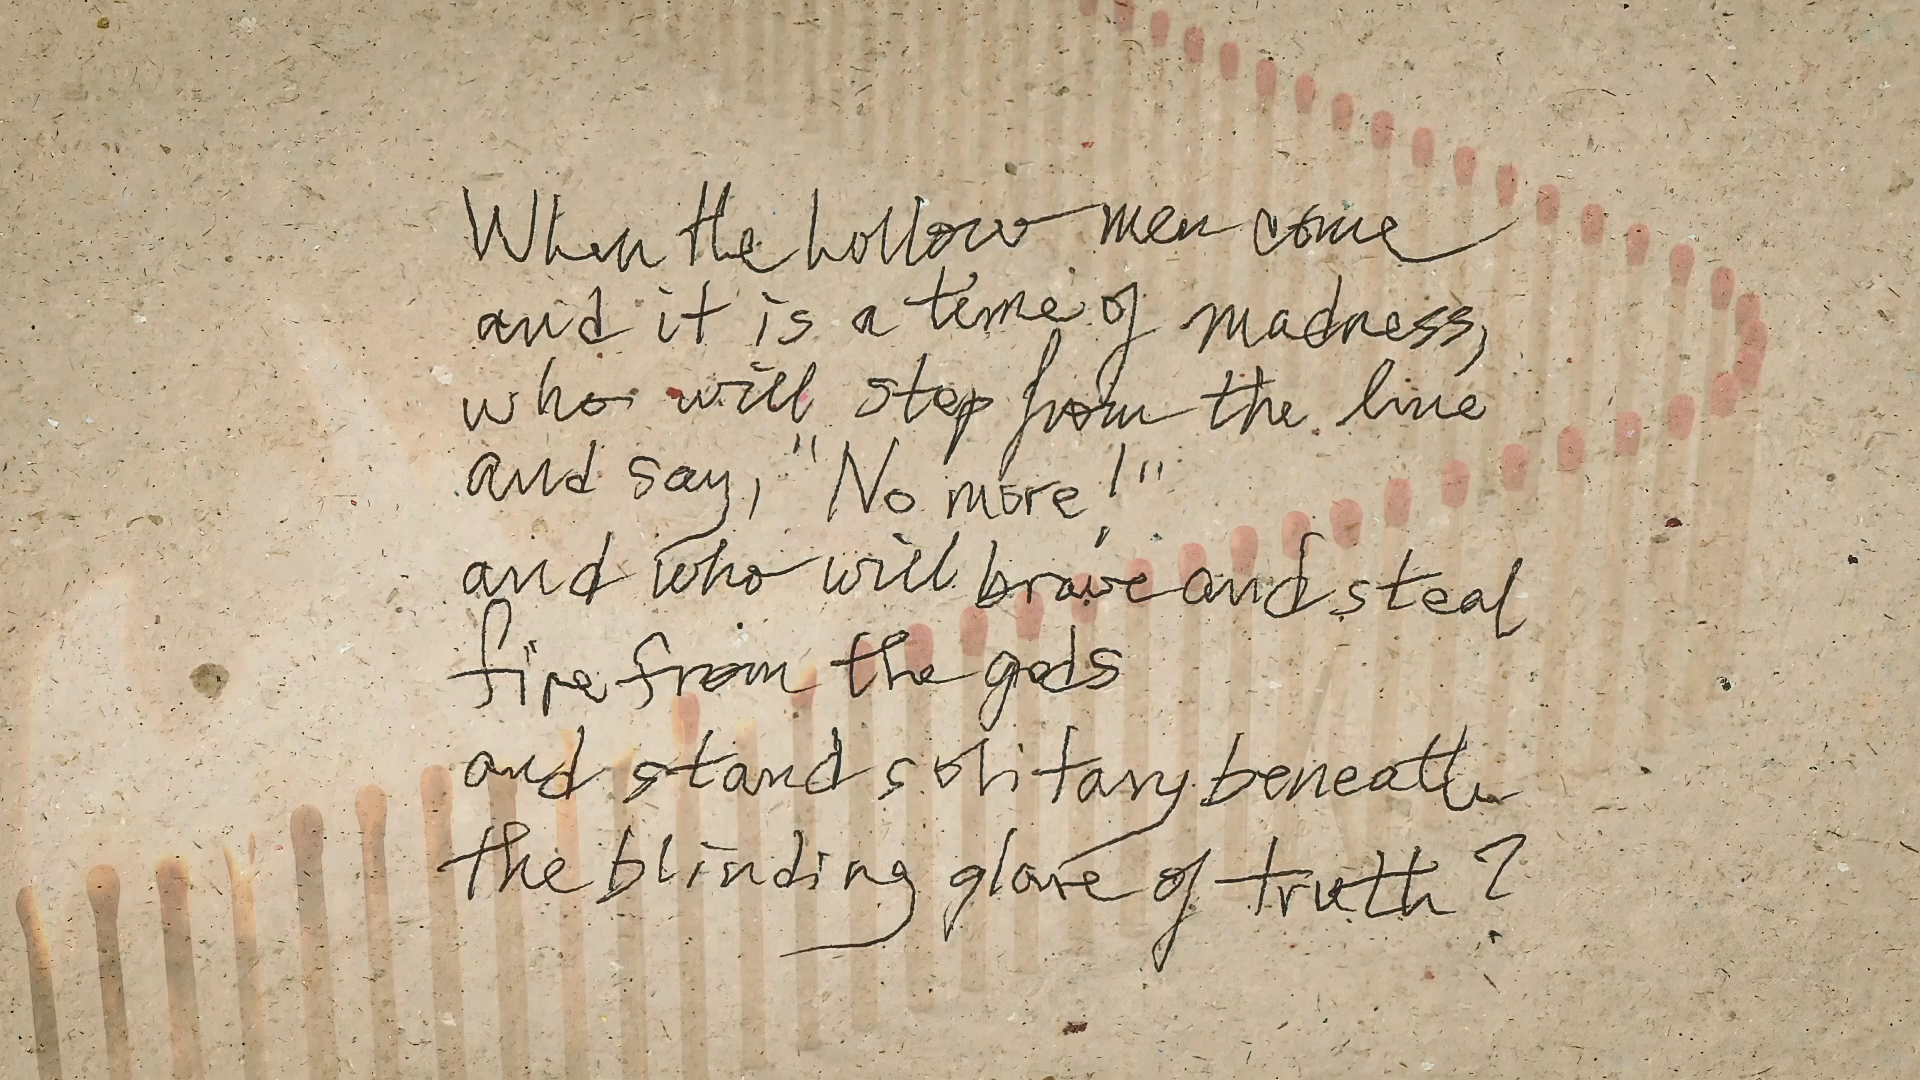 When the hollow men come
and it is a time of madness,
who will step from the line
and say, "No more!"
and who will brave and steal
fire from the gods
and stand solitary beneath
the blinding glare of truth?